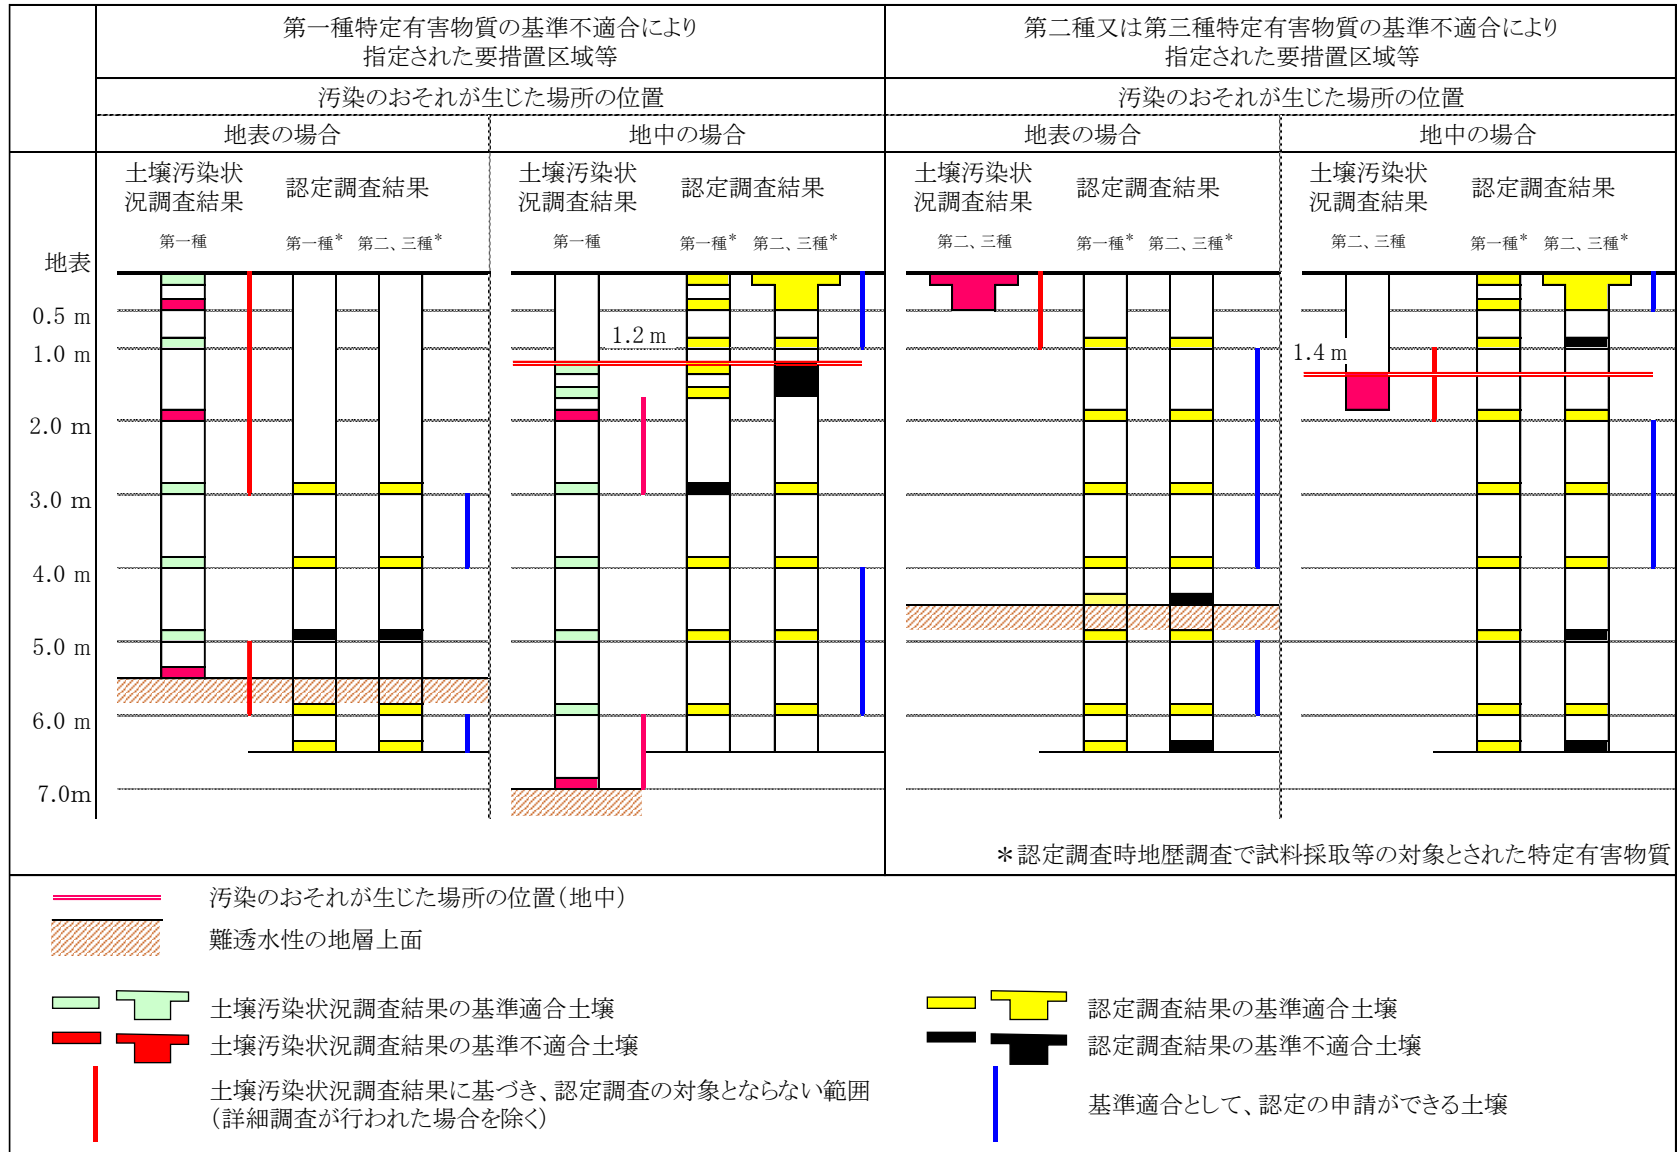 第一種特定有害物質の基準不適合により
指定された要措置区域等
第二種又は第三種特定有害物質の基準不適合により
指定された要措置区域等
汚染のおそれが生じた場所の位置
汚染のおそれが生じた場所の位置
地表の場合
地中の場合
地表の場合
地中の場合
土壌汚染状
況調査結果
認定調査結果
土壌汚染状
況調査結果
認定調査結果
土壌汚染状
況調査結果
認定調査結果
土壌汚染状
況調査結果
認定調査結果
第一種
第一種*
第二、三種*
第一種
第一種*
第二、三種*
第二、三種
第一種*
第二、三種*
第二、三種
第一種*
第二、三種*
地表
0.5 m
1.0 m
2.0 m
3.0 m
4.0 m
5.0 m
6.0 m
7.0m
1.2 m
1.4 m
＊認定調査時地歴調査で試料採取等の対象とされた特定有害物質
汚染のおそれが生じた場所の位置(地中)
難透水性の地層上面
土壌汚染状況調査結果の基準適合土壌
土壌汚染状況調査結果の基準不適合土壌
土壌汚染状況調査結果に基づき、認定調査の対象とならない範囲
(詳細調査が行われた場合を除く)
認定調査結果の基準適合土壌
認定調査結果の基準不適合土壌
基準適合として、認定の申請ができる土壌